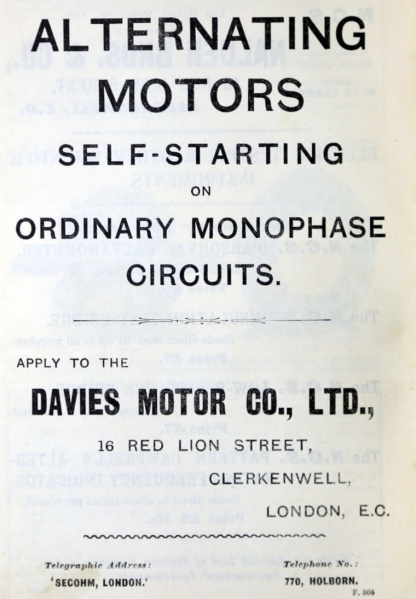 ALTERNATING
MOTORS
SELF-STARTING
ON
ORDINARY MONOPHASE
CIRCUITS.
APPLY TO THE
DAVIES MOTOR CO., LTD.,
16 RED LION STREET,
CLERKENWELL,
LONDON, E.C.
Telegraphic Address: Telephone No.:
'SECOHM, LONDON.' 770, HOLBORN.
F. 508